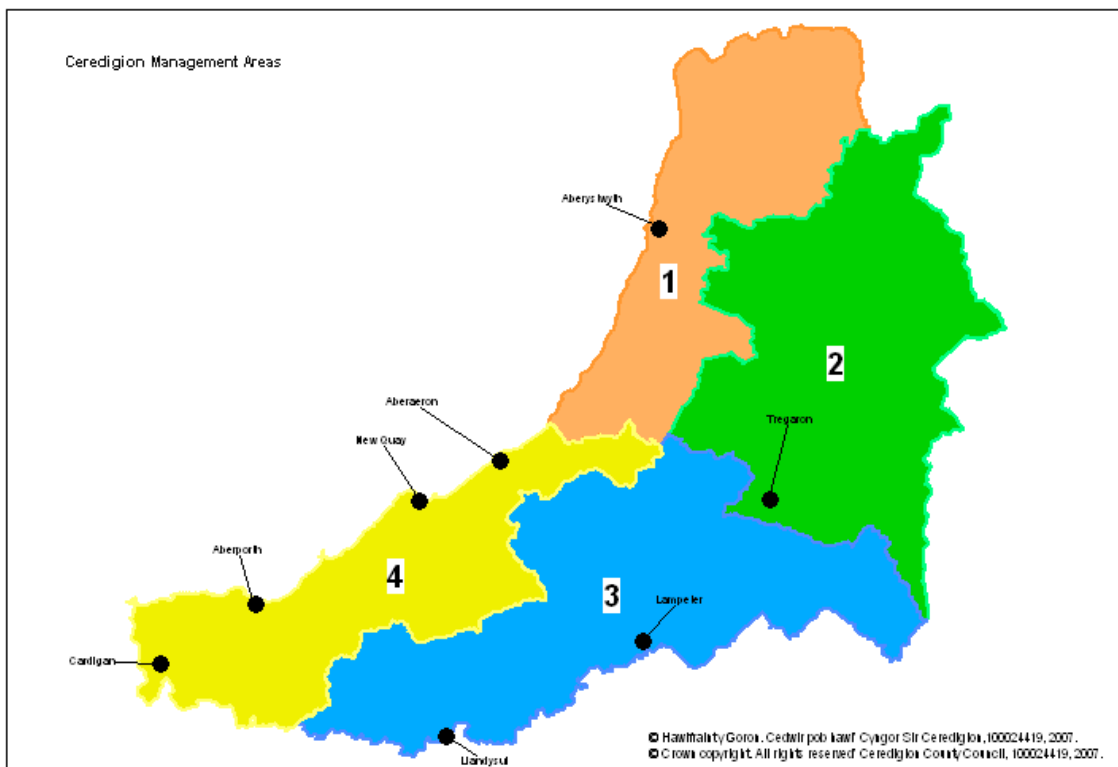 Ceredigion Management Areas
Aberystwyth
1
2
Aberaeron
Tregaron
New Quay
Aberporth
4
3
Lampeter
Cardigan
Llandysul
© Hawlfraint y Goron. Cedwir pob hawl Cyngor Sir Ceredigion, 100024419, 2007.
© Crown copyright. All rights reserved Ceredigion County Council, 100024419, 2007.